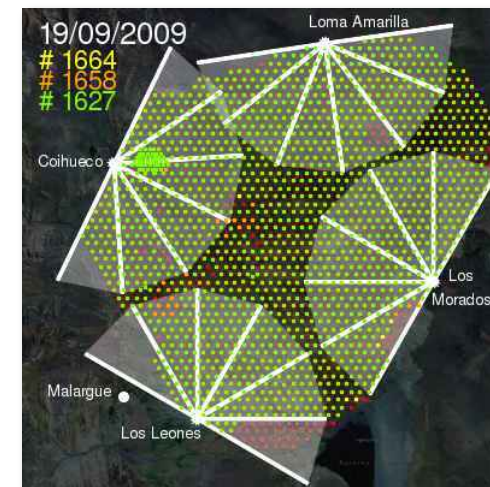 19/09/2009
Loma Amarilla
# 1664
# 1658
# 1627
Coihueco
Los
Morados
Malargue
Los Leones